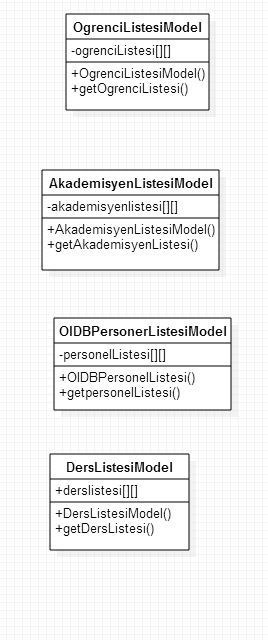 OgrenciListesiModel
-ogrenciListesi[][]
+OgrenciListesiModel()
+getOgrenciListesi()
AkademisyenListesiModel
-akademisyenlistesi[][]
+AkademisyenListesiModel()
+getAkademisyenListesi()
OIDBPersonerListesiModel
-personelListesi[][]
+OIDBPersonelListesi()
+getpersonelListesi()
DersListesiModel
+derslistesi[][]
+DersListesiModel()
+getDersListesi()